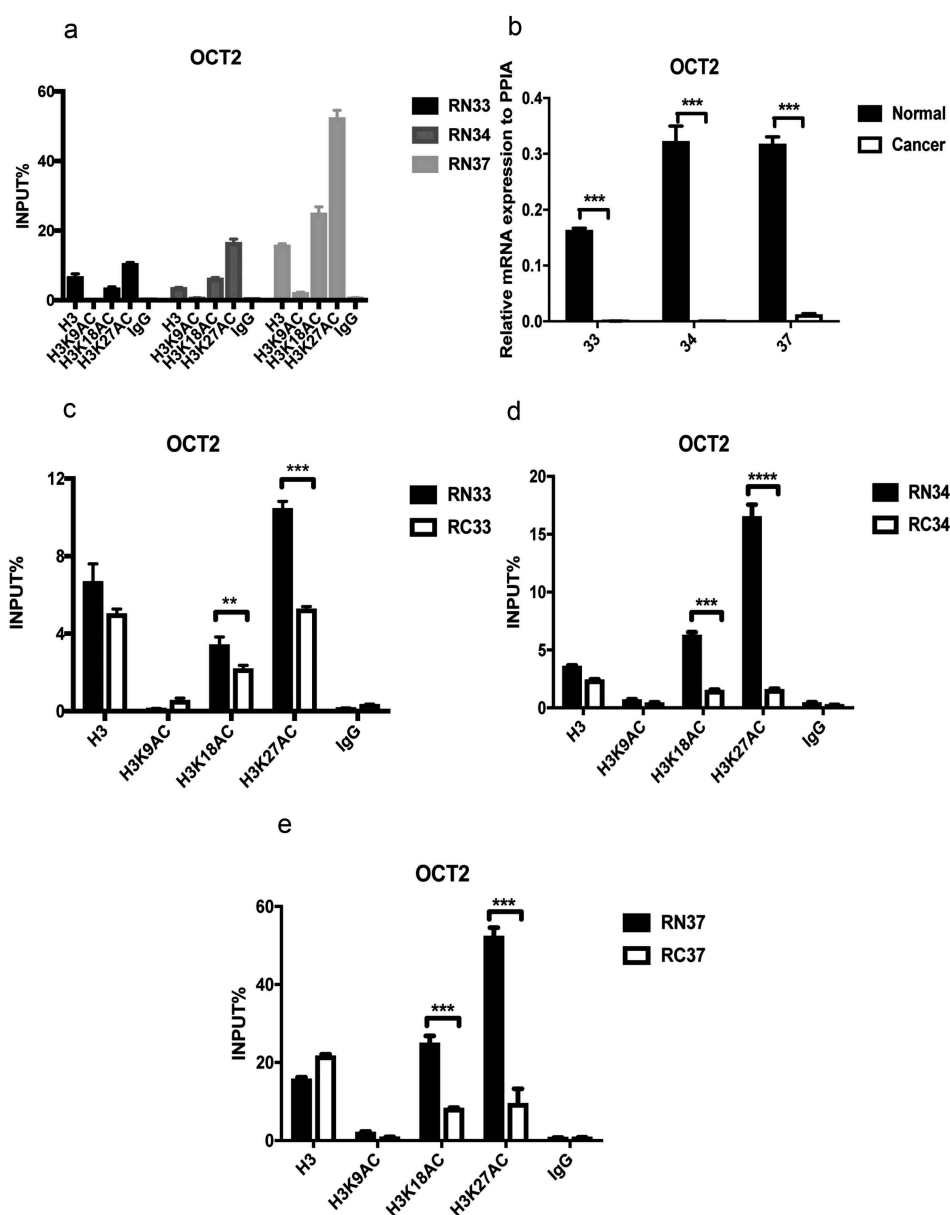 a
OCT2
INPUT%
60
40
20
0
H3
H3K9AC
H3K18AC
H3K27AC
IgG
H3
H3K9AC
H3K18AC
H3K27AC
IgG
H3
H3K9AC
H3K18AC
H3K27AC
IgG
RN33
RN34
RN37
b
OCT2
Relative mRNA expression to PPIA
0.4
0.3
0.2
0.1
0.0
***
***
***
33
34
37
Normal
Cancer
c
OCT2
INPUT%
12
8
4
0
**
***
H3
H3K9AC
H3K18AC
H3K27AC
IgG
RN33
RC33
d
OCT2
INPUT%
20
15
10
5
0
***
****
H3
H3K9AC
H3K18AC
H3K27AC
IgG
RN34
RC34
e
OCT2
INPUT%
60
40
20
0
***
***
H3
H3K9AC
H3K18AC
H3K27AC
IgG
RN37
RC37